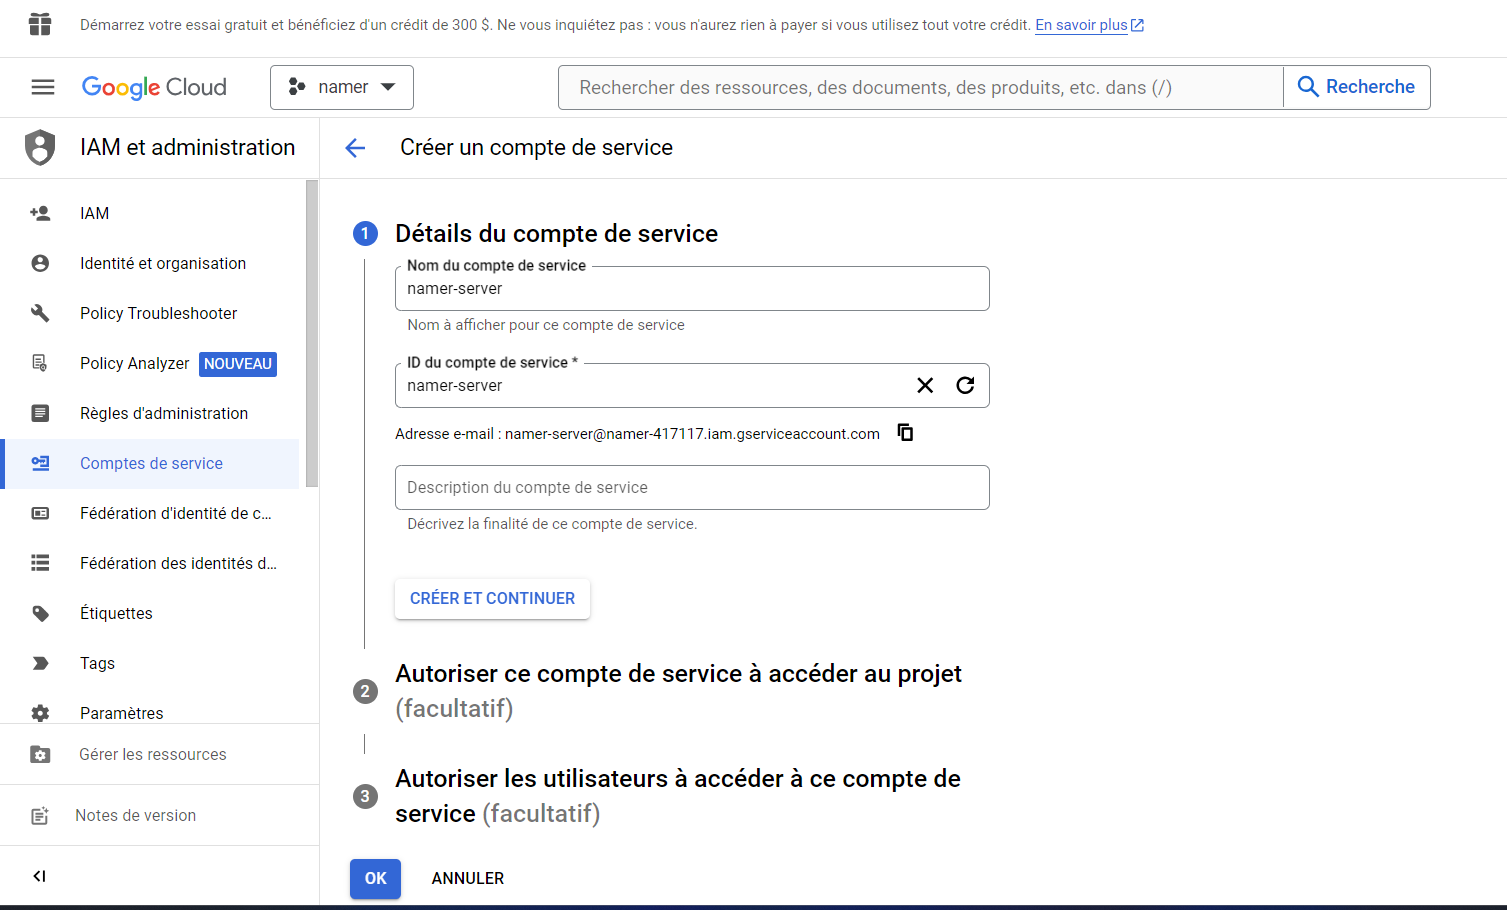 Démarrez votre essai gratuit et bénéficiez d'un crédit de 300 $. Ne vous inquiétez pas : vous n'aurez rien à payer si vous utilisez tout votre crédit. En savoir plus
Google Cloud
namer
Rechercher des ressources, des documents, des produits, etc. dans (/)
Recherche
IAM et administration
IAM
Identité et organisation
Policy Troubleshooter
Policy Analyzer NOUVEAU
Règles d'administration
Comptes de service
Fédération d'identité de c...
Fédération des identités d...
Étiquettes
Tags
Paramètres
Gérer les ressources
Notes de version
Créer un compte de service
1 Détails du compte de service
Nom du compte de service
namer-server
Nom à afficher pour ce compte de service
ID du compte de service *
namer-server
Adresse e-mail : namer-server@namer-417117.iam.gserviceaccount.com
Description du compte de service
Décrivez la finalité de ce compte de service.
CRÉER ET CONTINUER
2 Autoriser ce compte de service à accéder au projet
(facultatif)
3 Autoriser les utilisateurs à accéder à ce compte de
service (facultatif)
OK
ANNULER